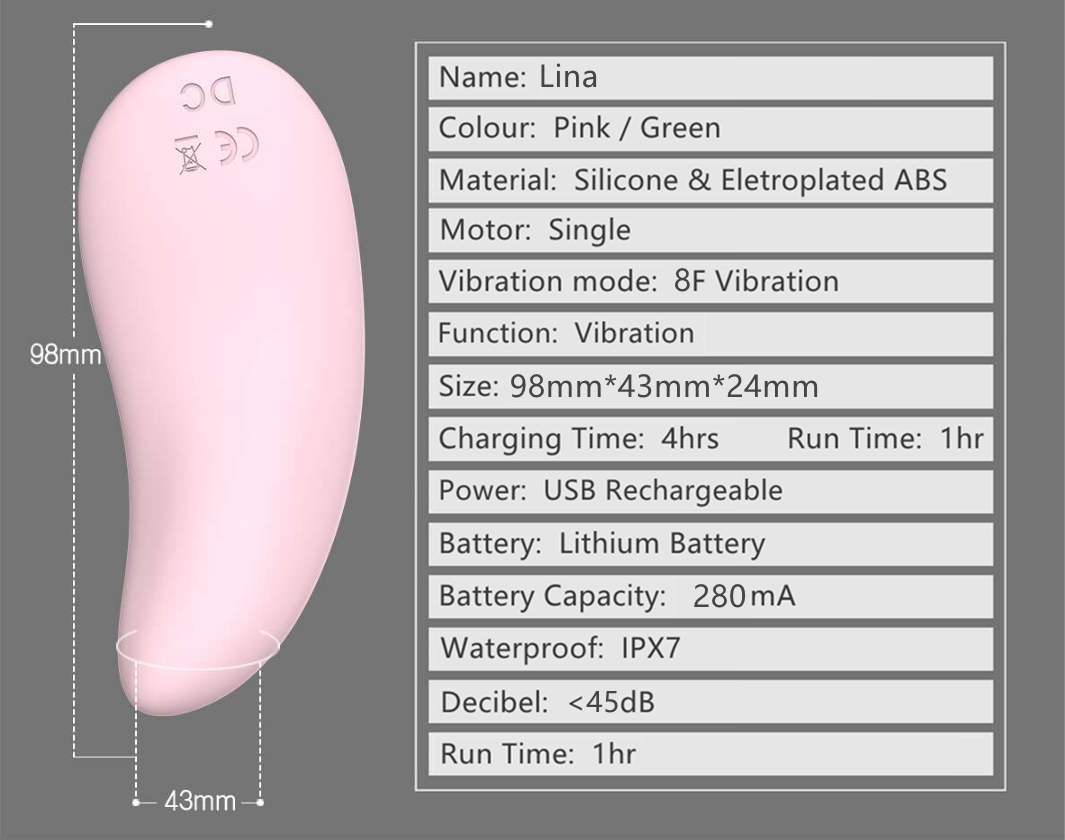 DC
CE
98mm
43mm
Name: Lina
Colour: Pink / Green
Material: Silicone & Eletroplated ABS
Motor: Single
Vibration mode: 8F Vibration
Function: Vibration
Size: 98mm*43mm*24mm
Charging Time: 4hrs Run Time: 1hr
Power: USB Rechargeable
Battery: Lithium Battery
Battery Capacity: 280mA
Waterproof: IPX7
Decibel: <45dB
Run Time: 1hr